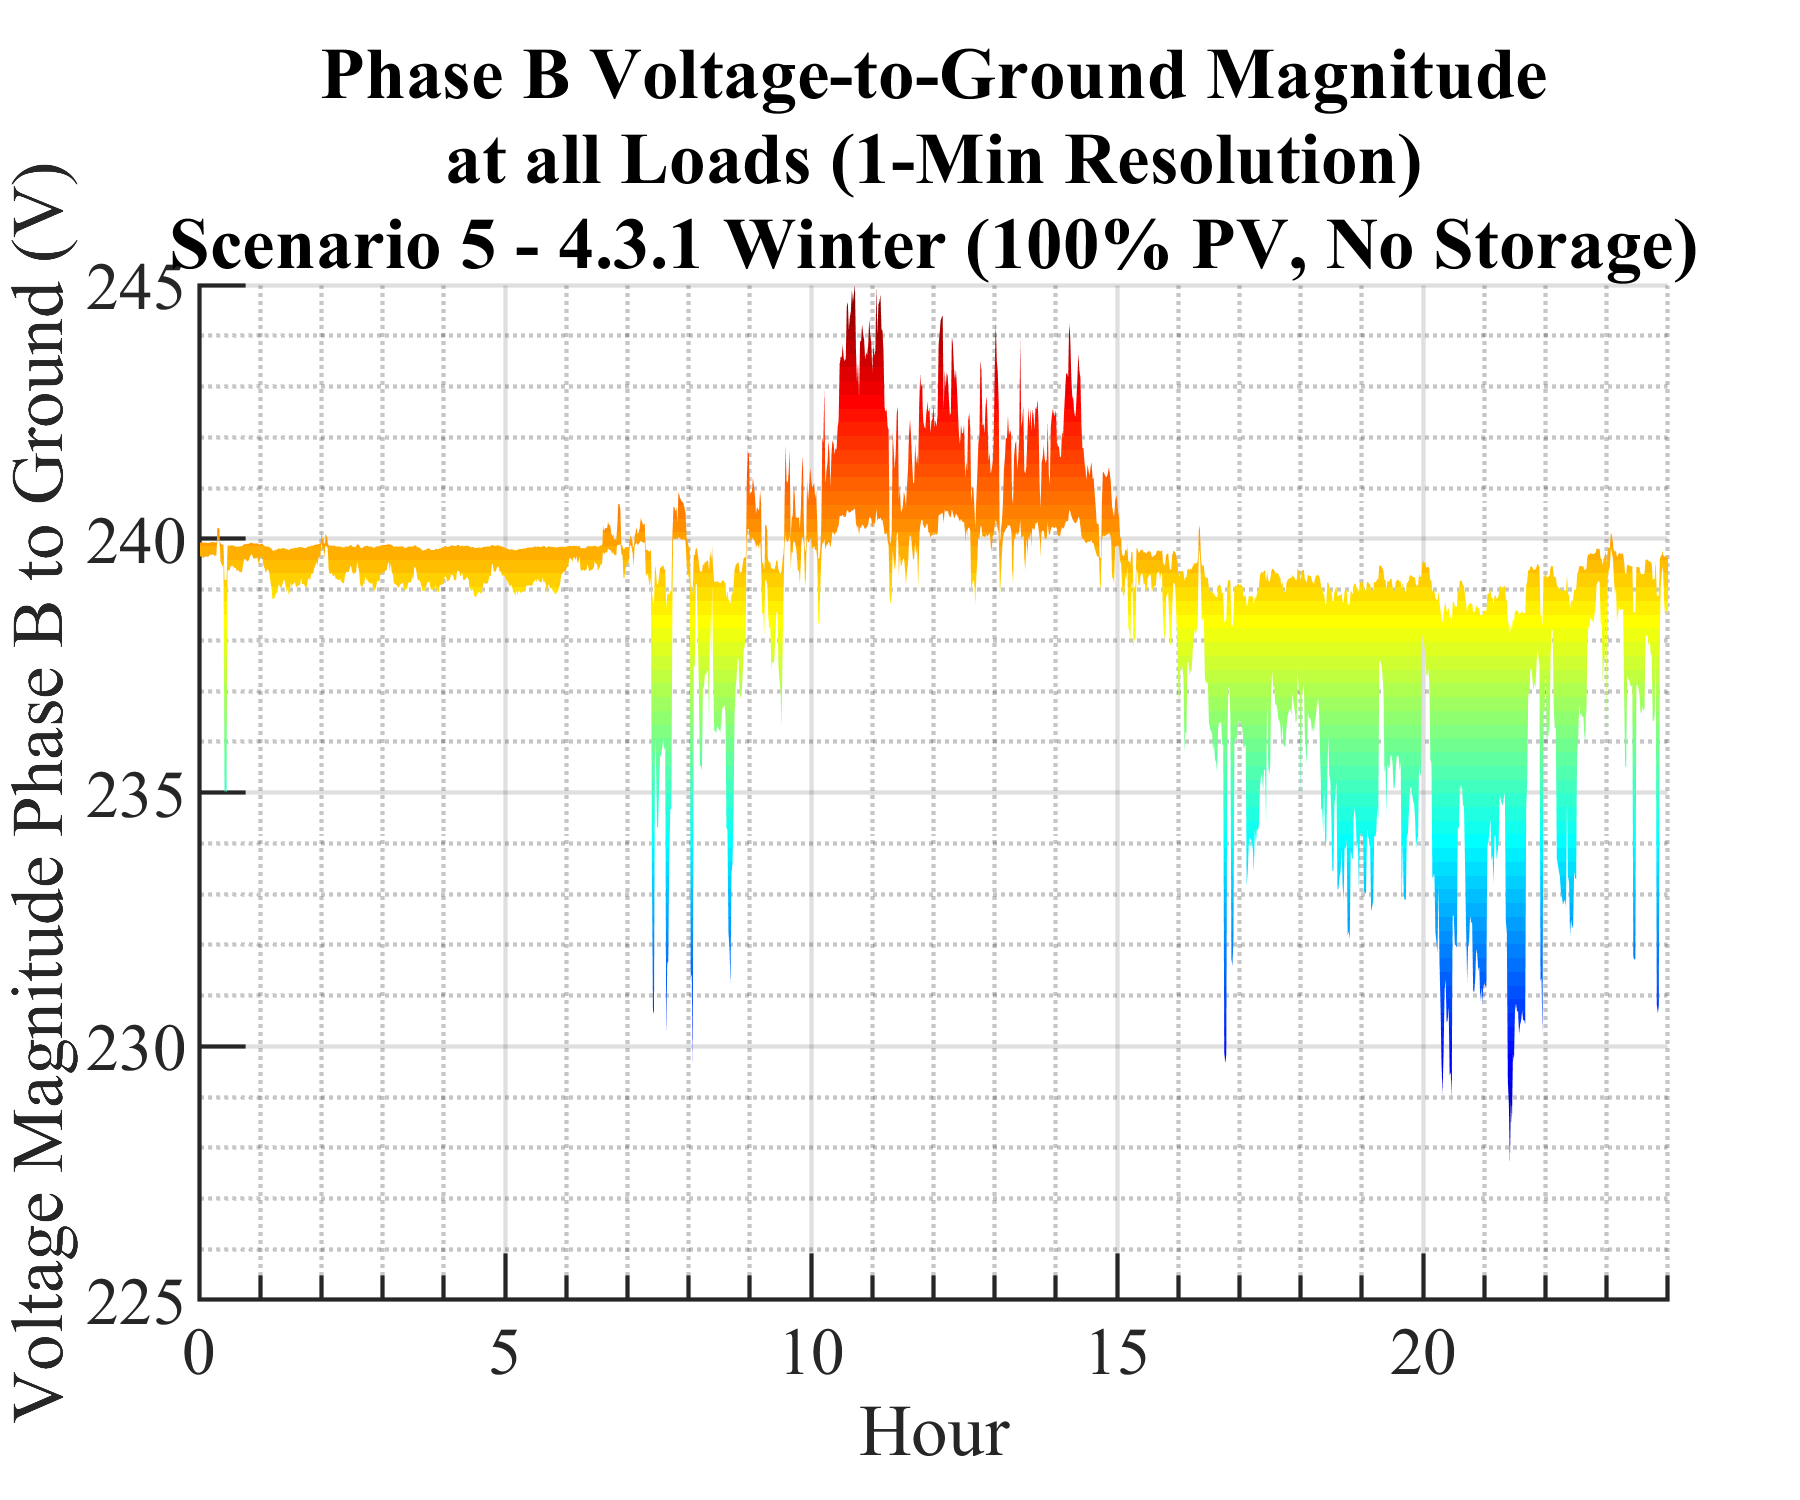 Phase B Voltage-to-Ground Magnitude
at all Loads (1-Min Resolution)
Scenario 5 - 4.3.1 Winter (100% PV, No Storage)
Voltage Magnitude Phase B to Ground (V)
245
240
235
230
225
0 5 10 15 20
Hour